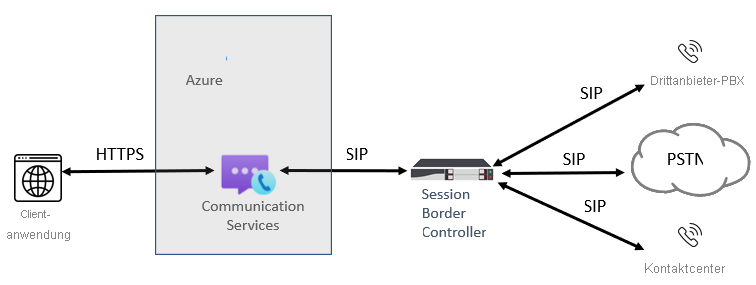 Azure
Drittanbieter-PBX
SIP
HTTPS
SIP
SIP
PSTN
Communication
Services
Session
Border
Controller
Client-
anwendung
SIP
Kontaktcenter